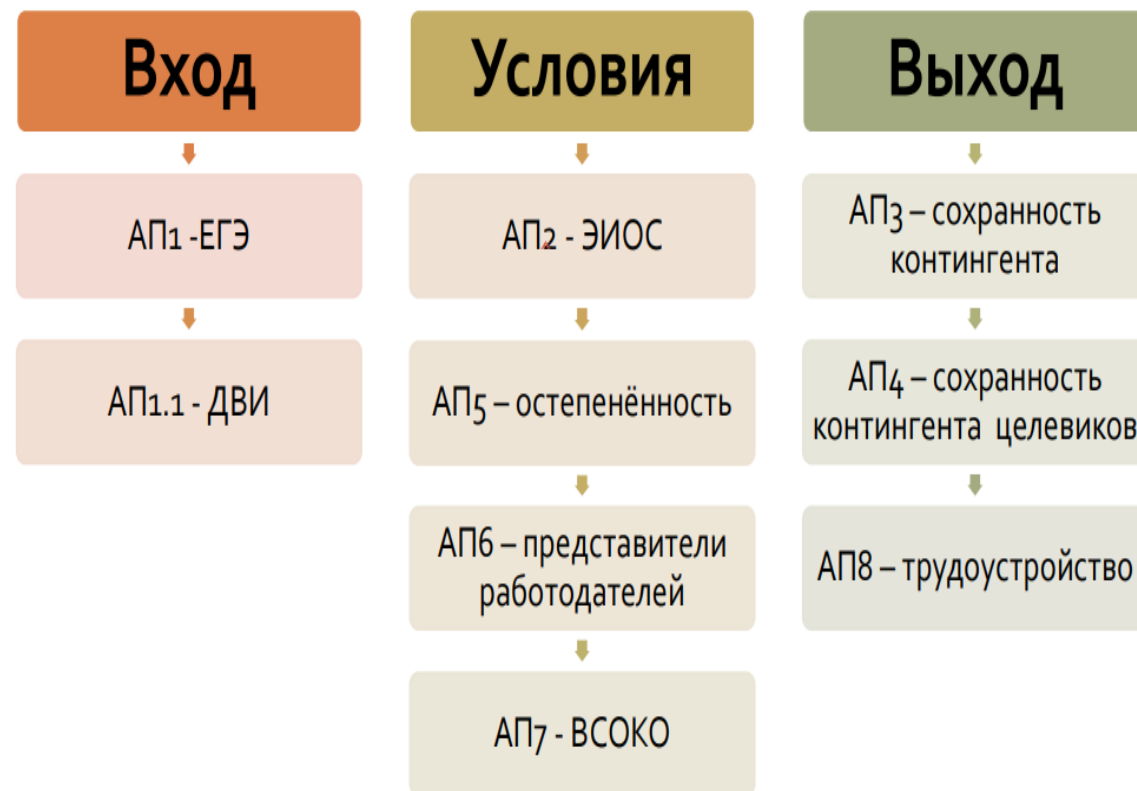 Вход
АП1 -ЕГЭ
АП1.1 - ДВИ
Условия
АП2 - ЭИОС
АП5 – остепенённость
АП6 – представители
работодателей
АП7 - ВСОКО
Выход
АП3 – сохранность
контингента
АП4 – сохранность
контингента целевиков
АП8 – трудоустройство